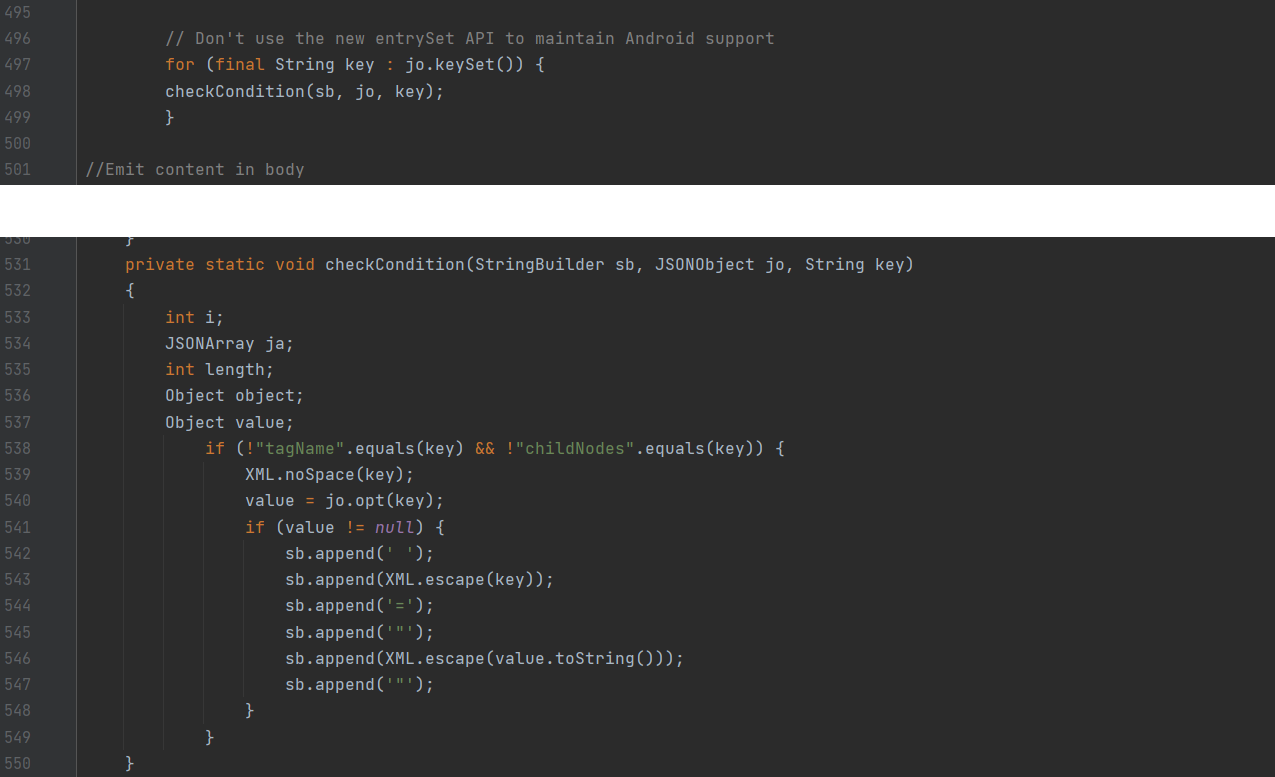 495
496 // Don't use the new entrySet API to maintain Android support
497 for (final String key : jo.keySet()) {
498 checkCondition(sb, jo, key);
499 }
500
501 //Emit content in body
530 }
531 private static void checkCondition(StringBuilder sb, JSONObject jo, String key)
532 {
533 int i;
534 JSONArray ja;
535 int length;
536 Object object;
537 Object value;
538 if (!"tagName".equals(key) && !"childNodes".equals(key)) {
539 XML.noSpace(key);
540 value = jo.opt(key);
541 if (value != null) {
542 sb.append(' ');
543 sb.append(XML.escape(key));
544 sb.append('=');
545 sb.append('"');
546 sb.append(XML.escape(value.toString()));
547 sb.append('"');
548 }
549 }
550 }